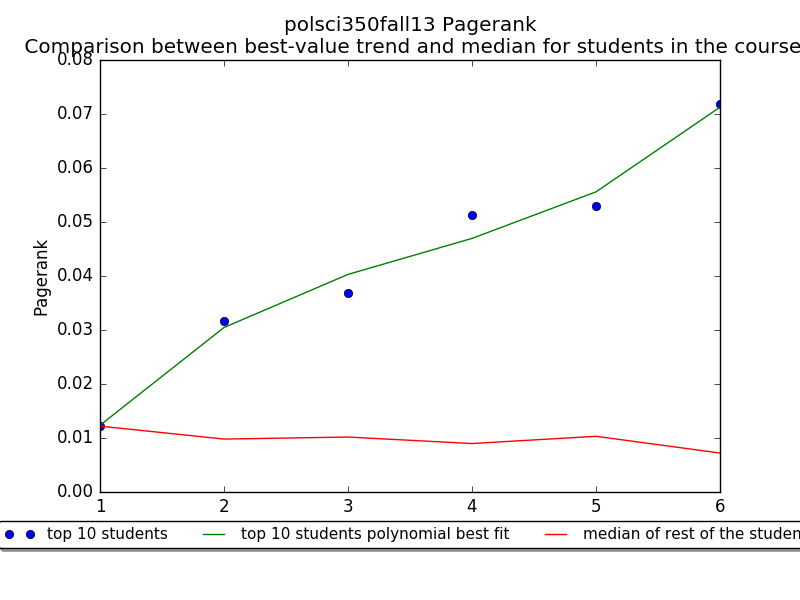 polsci350fall13 Pagerank
Comparison between best-value trend and median for students in the course
0.08
0.07
0.06
0.05
0.04
0.03
0.02
0.01
0.00
Pagerank
1 2 3 4 5 6
top 10 students top 10 students polynomial best fit median of rest of the studen